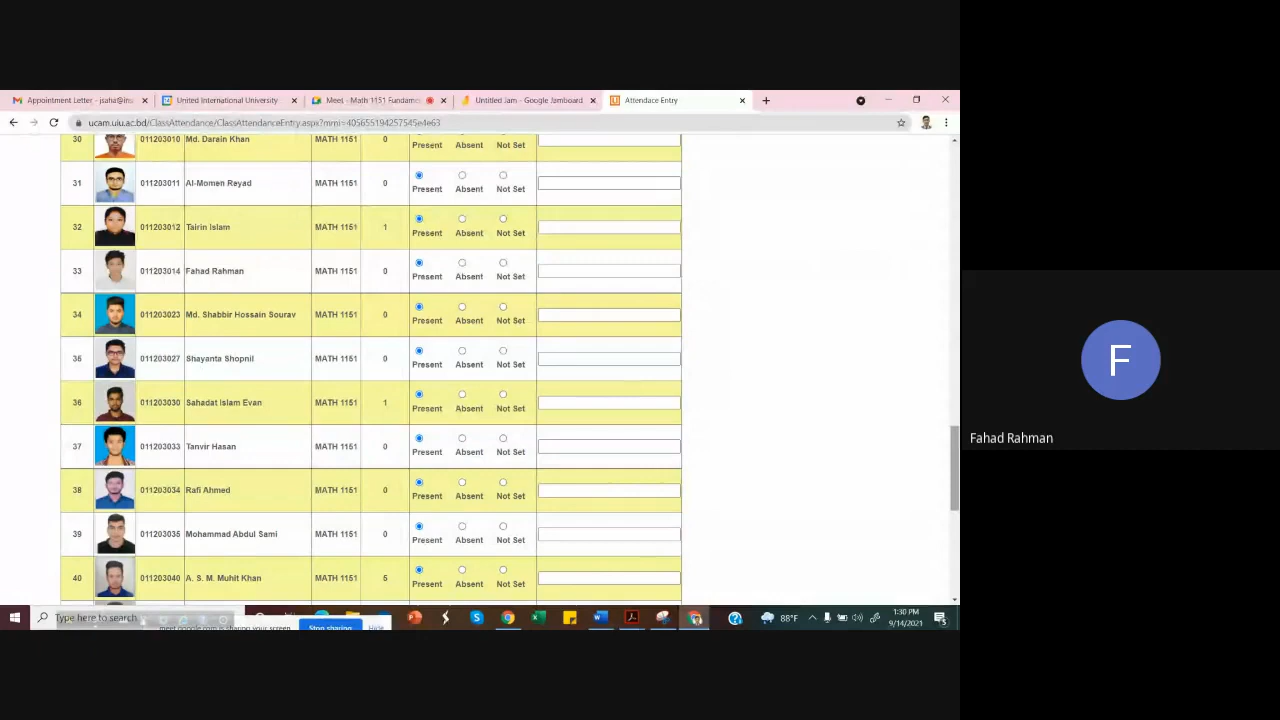 Appointment Letter - jsaha@ins
United International University
Meet - Math 1151 Fundame
Untitled Jam - Google Jamboard
Attendace Entry
ucam.uiu.ac.bd/ClassAttendance/ClassAttendanceEntry.aspx?mmi=405655194257545e4e63
30 011203010 Md. Darain Khan MATH 1151 0 Present Absent Not Set
31 011203011 Al-Momen Reyad MATH 1151 0 Present Absent Not Set
32 011203012 Tairin Islam MATH 1151 1 Present Absent Not Set
33 011203014 Fahad Rahman MATH 1151 0 Present Absent Not Set
34 011203023 Md. Shabbir Hossain Sourav MATH 1151 0 Present Absent Not Set
35 011203027 Shayanta Shopnil MATH 1151 0 Present Absent Not Set
36 011203030 Sahadat Islam Evan MATH 1151 1 Present Absent Not Set
37 011203033 Tanvir Hasan MATH 1151 0 Present Absent Not Set
38 011203034 Rafi Ahmed MATH 1151 0 Present Absent Not Set
39 011203035 Mohammad Abdul Sami MATH 1151 0 Present Absent Not Set
40 011203040 A. S. M. Muhit Khan MATH 1151 5 Present Absent Not Set
F
Fahad Rahman
Type here to search
meet.google.com is sharing your screen.
Stop sharing
Hide
88°F
1:30 PM
9/14/2021